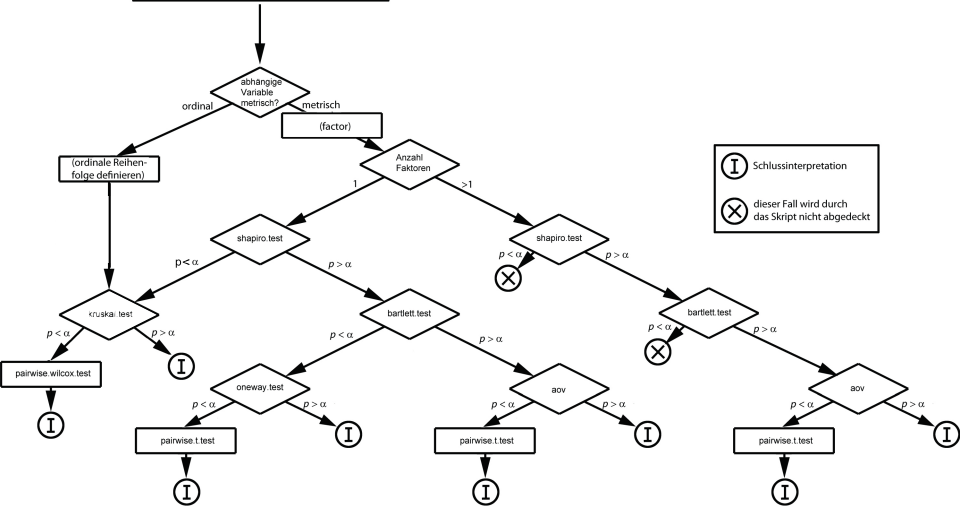 abhängige
Variable
metrisch?
ordinal
metrisch
(factor)
(ordinale Reihen-
folge definieren)
Anzahl
Faktoren
1
>1
I Schlussinterpretation
dieser Fall wird durch
das Skript nicht abgedeckt
shapiro.test
shapiro.test
p< α
p > α
p < α
p > α
kruskal.test
bartlett.test
bartlett.test
p < α
p > α
p < α
p > α
p < α
p > α
pairwise.wilcox.test
I
oneway.test
aov
aov
I
p < α
p > α
p < α
p > α
p < α
p > α
pairwise.t.test
I
pairwise.t.test
I
pairwise.t.test
I
I
I
I